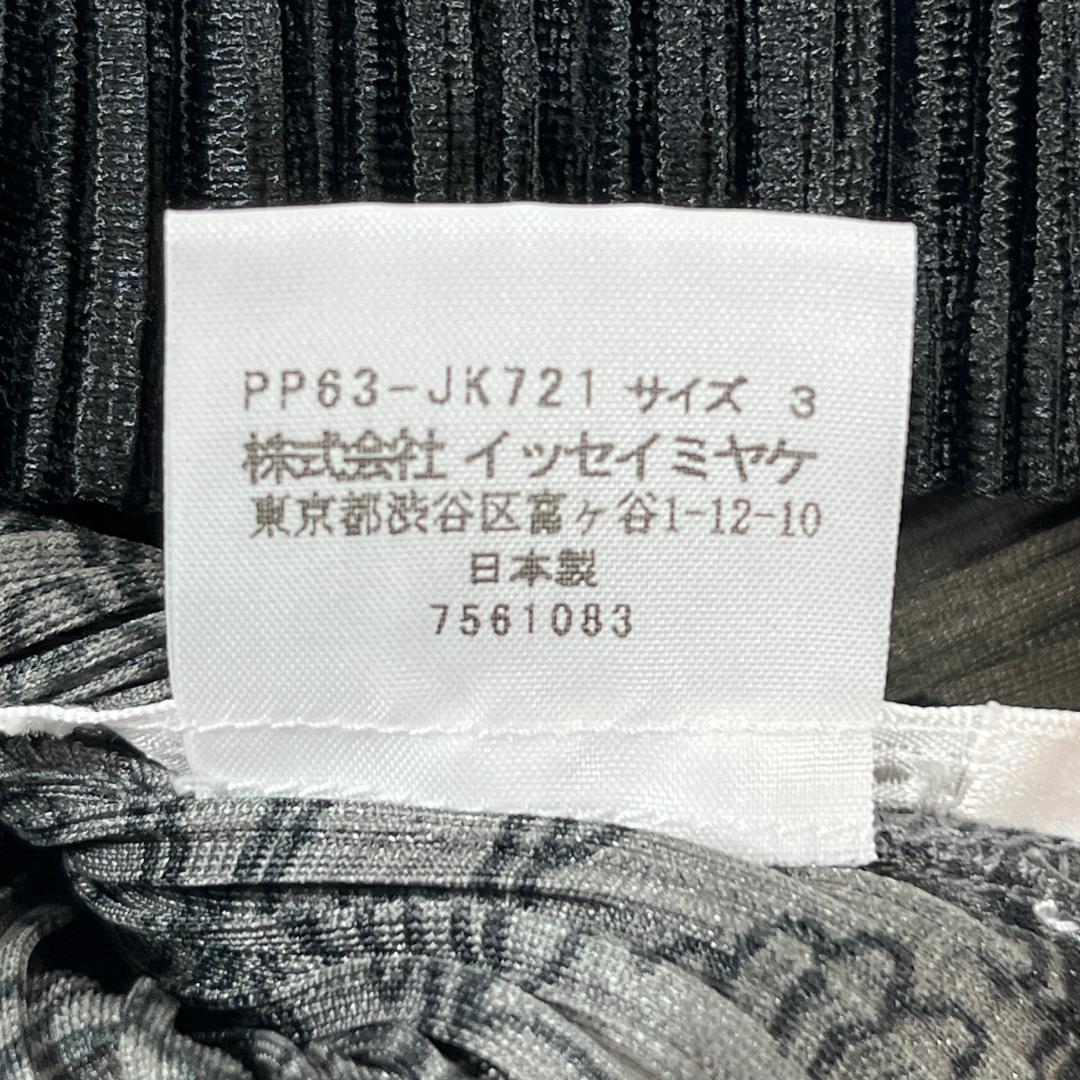 PP63-JK721 サイズ 3
株式会社 イッセイミヤケ
東京都渋谷区富ヶ谷1-12-10
日本製
7561083